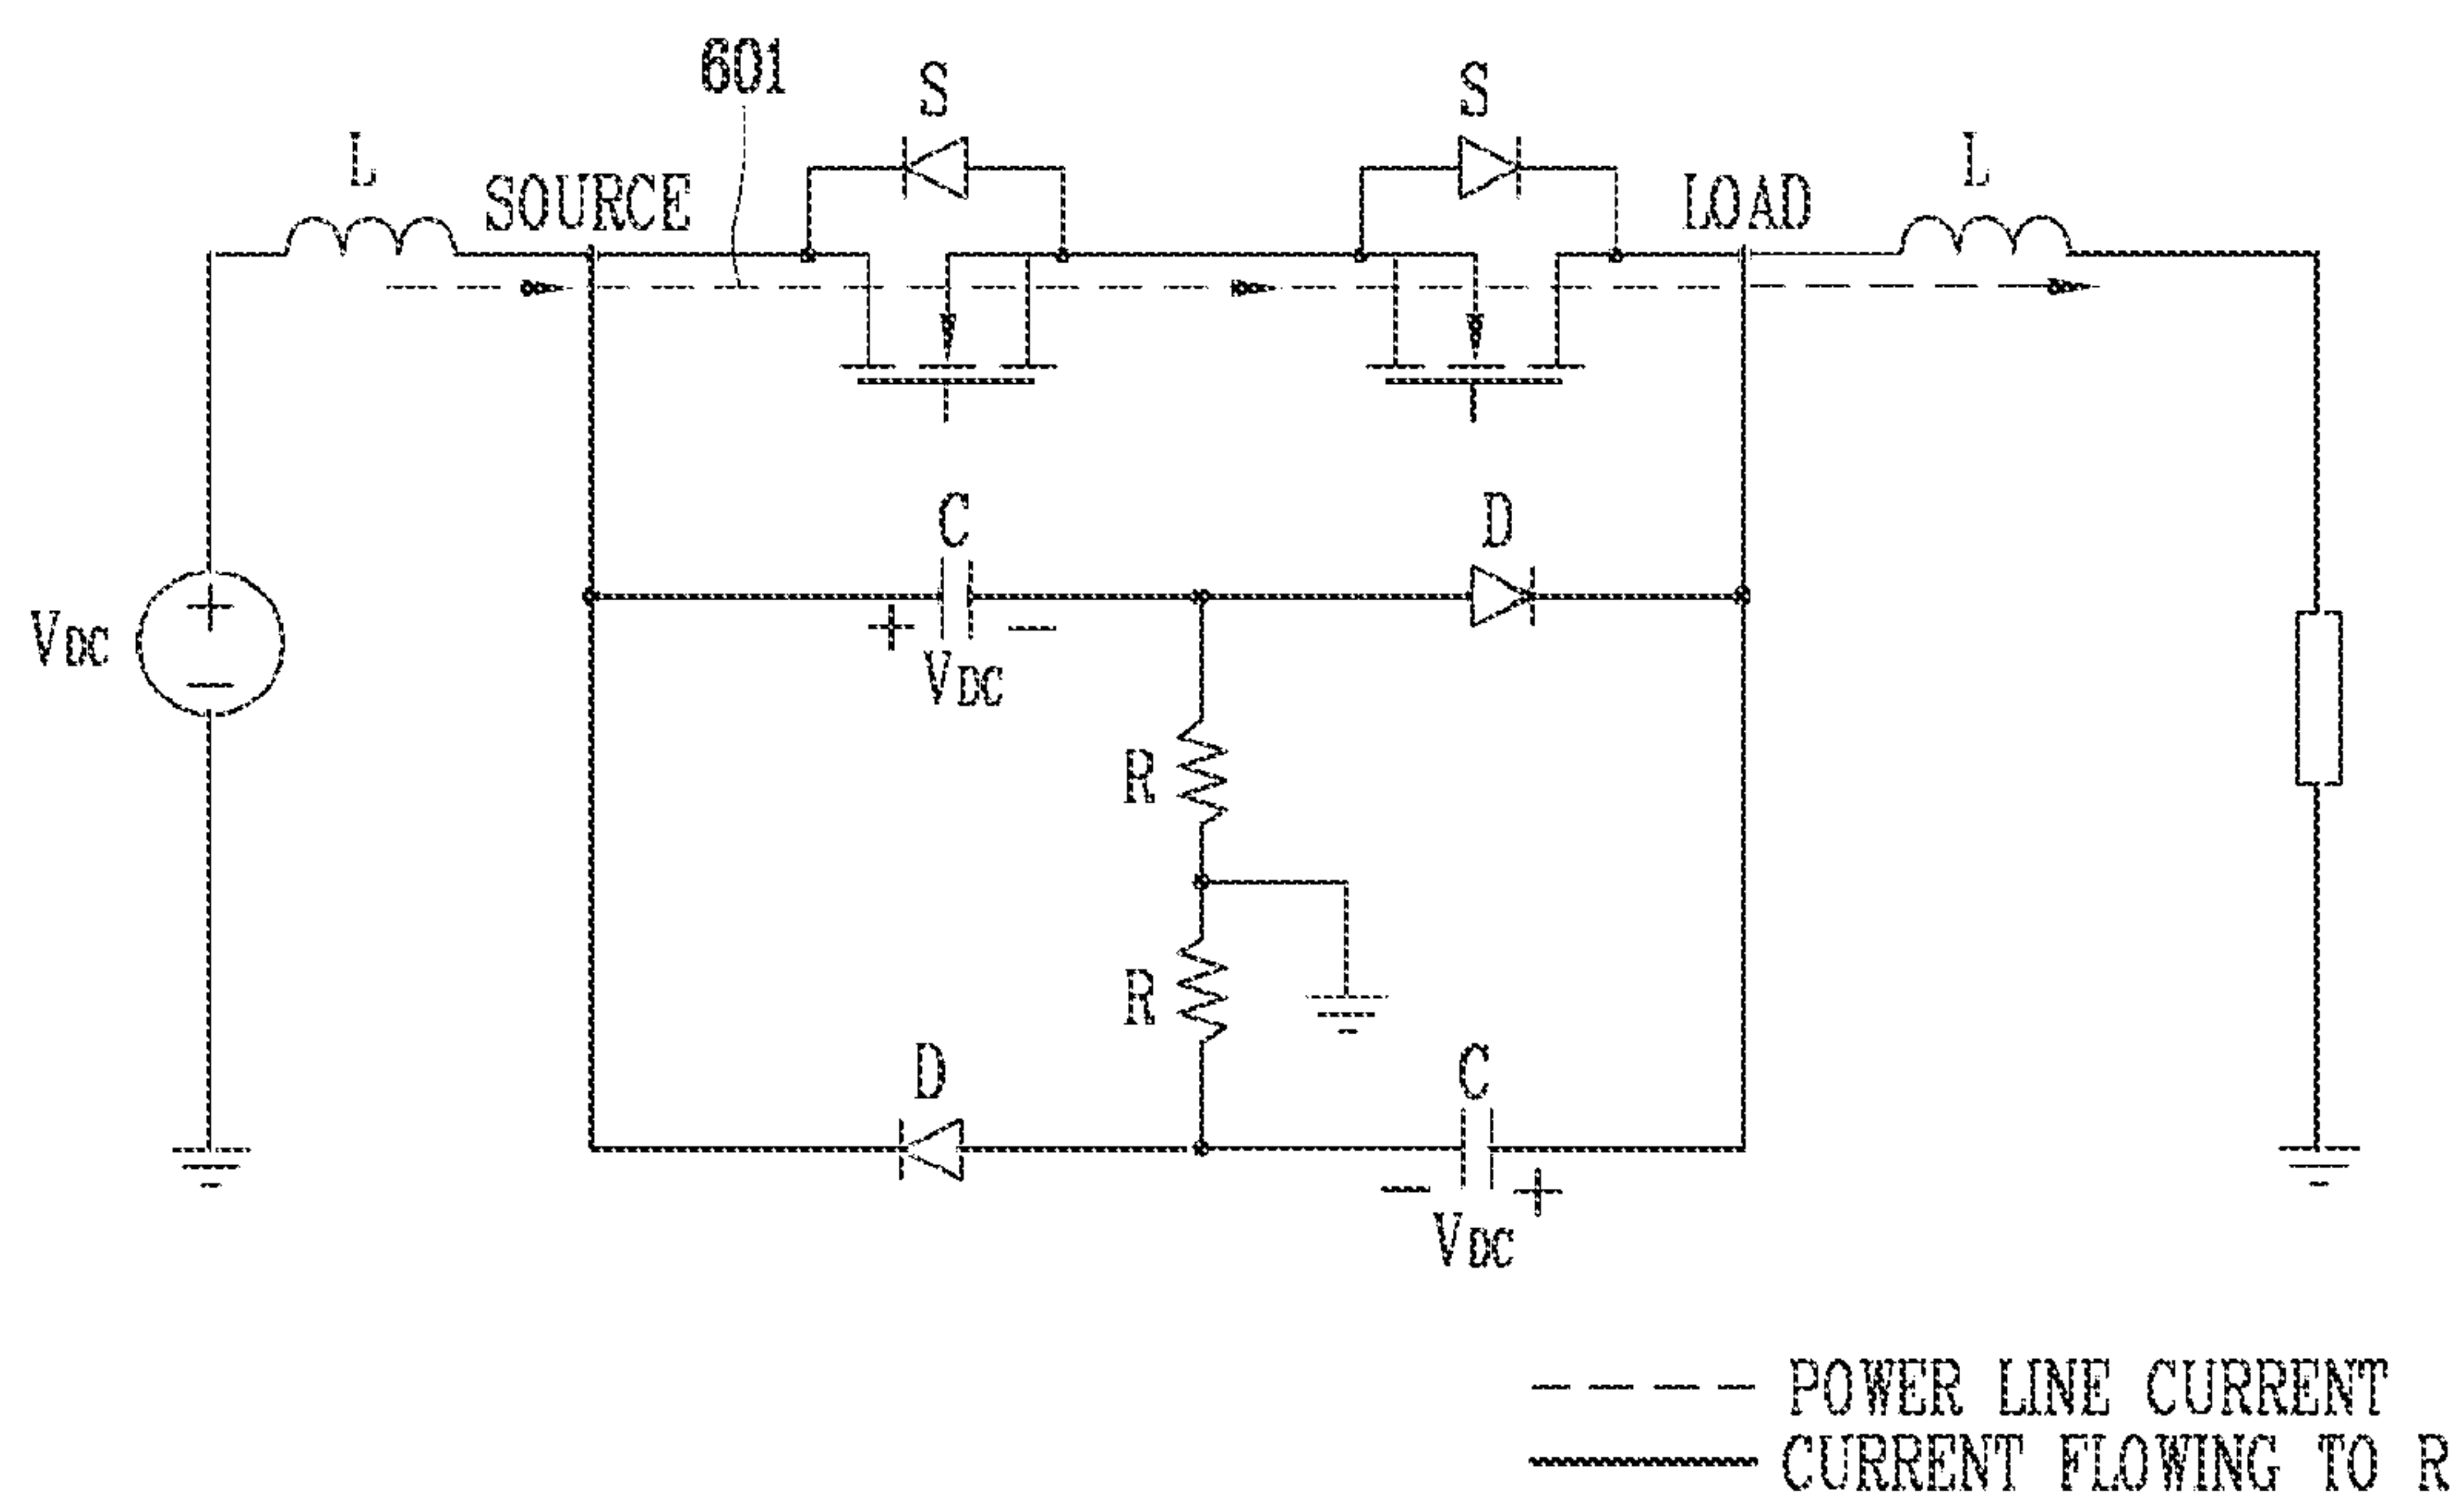 601
S
S
L
SOURCE
LOAD
L
C
D
+
VDC
−
+ −
VDC
R
R
D
C
− +
VDC
POWER LINE CURRENT
CURRENT FLOWING TO R